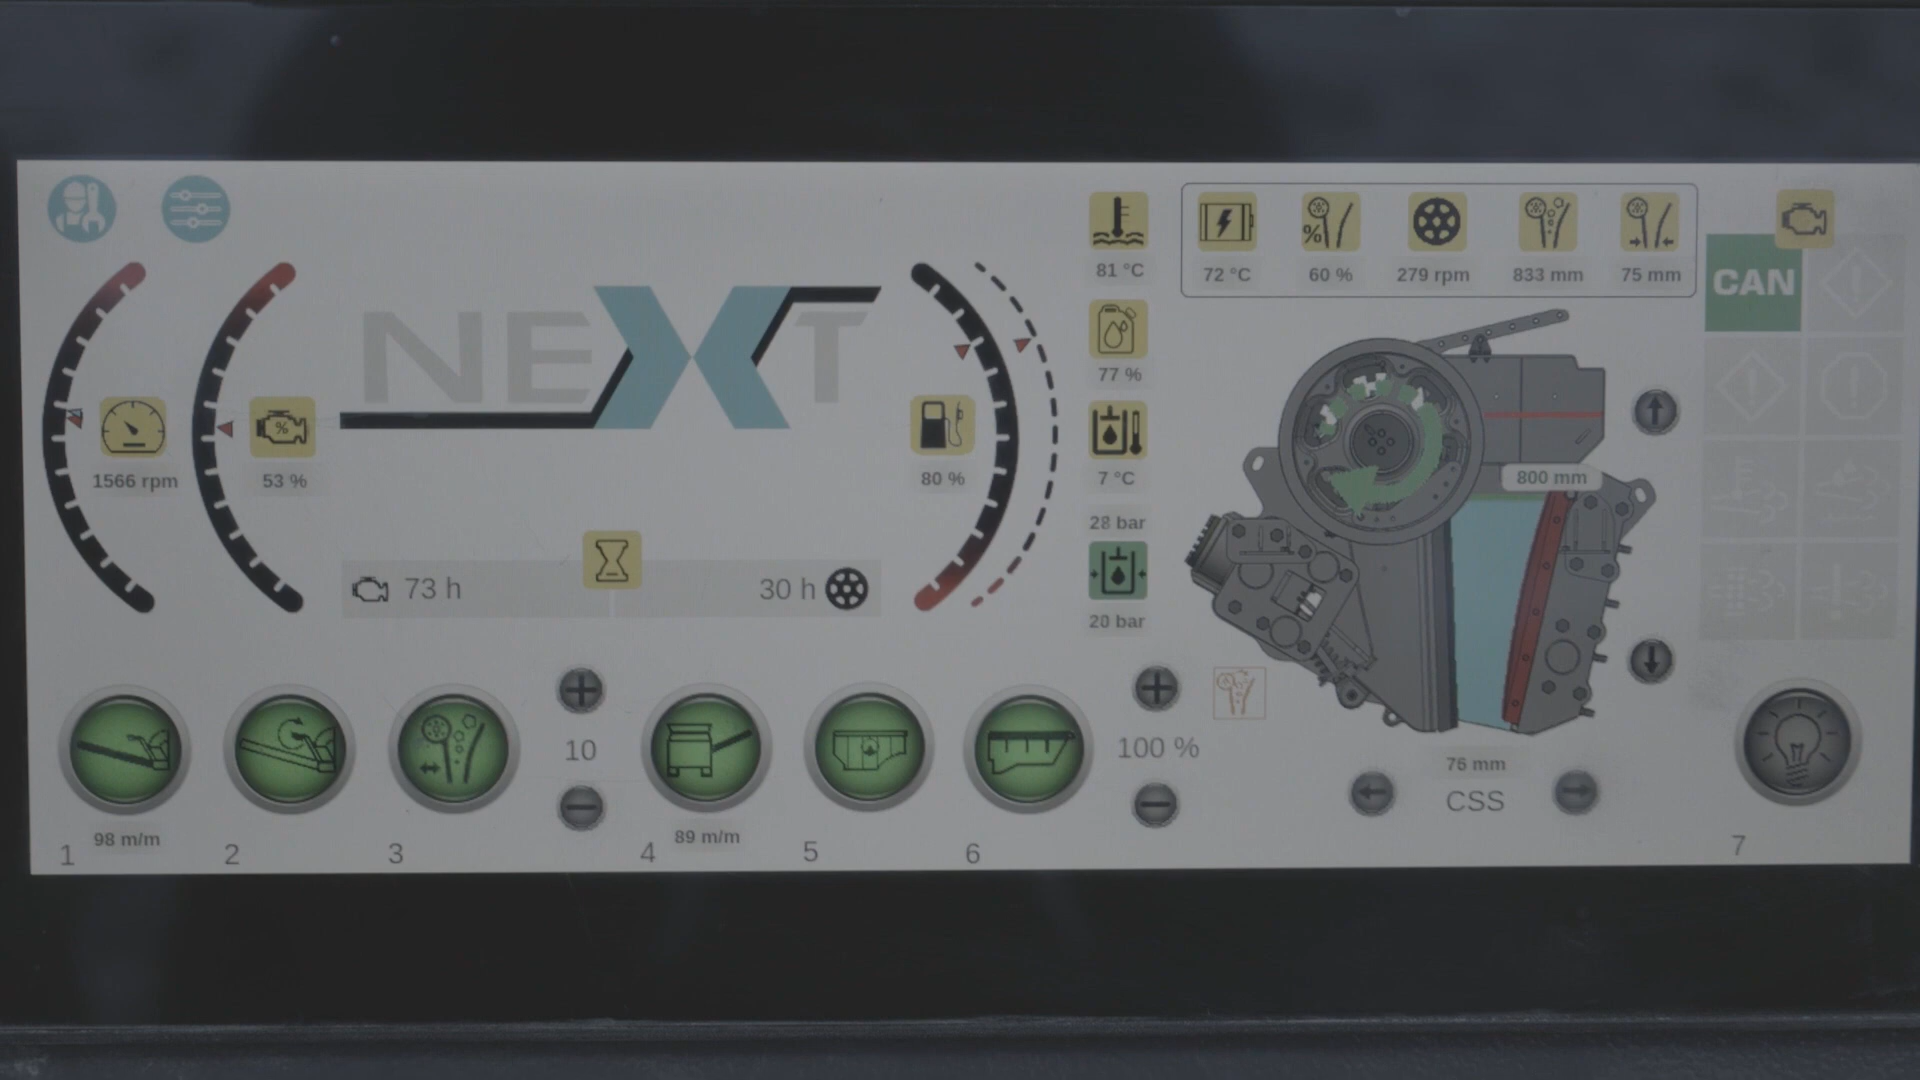 NEXT
1566 rpm
%
53 %
80 %
73 h
30 h
81 °C
77 %
7 °C
28 bar
20 bar
%
72 °C
60 %
279 rpm
833 mm
75 mm
CAN
800 mm
10
100 %
76 mm
CSS
98 m/m
89 m/m
1
2
3
4
5
6
7